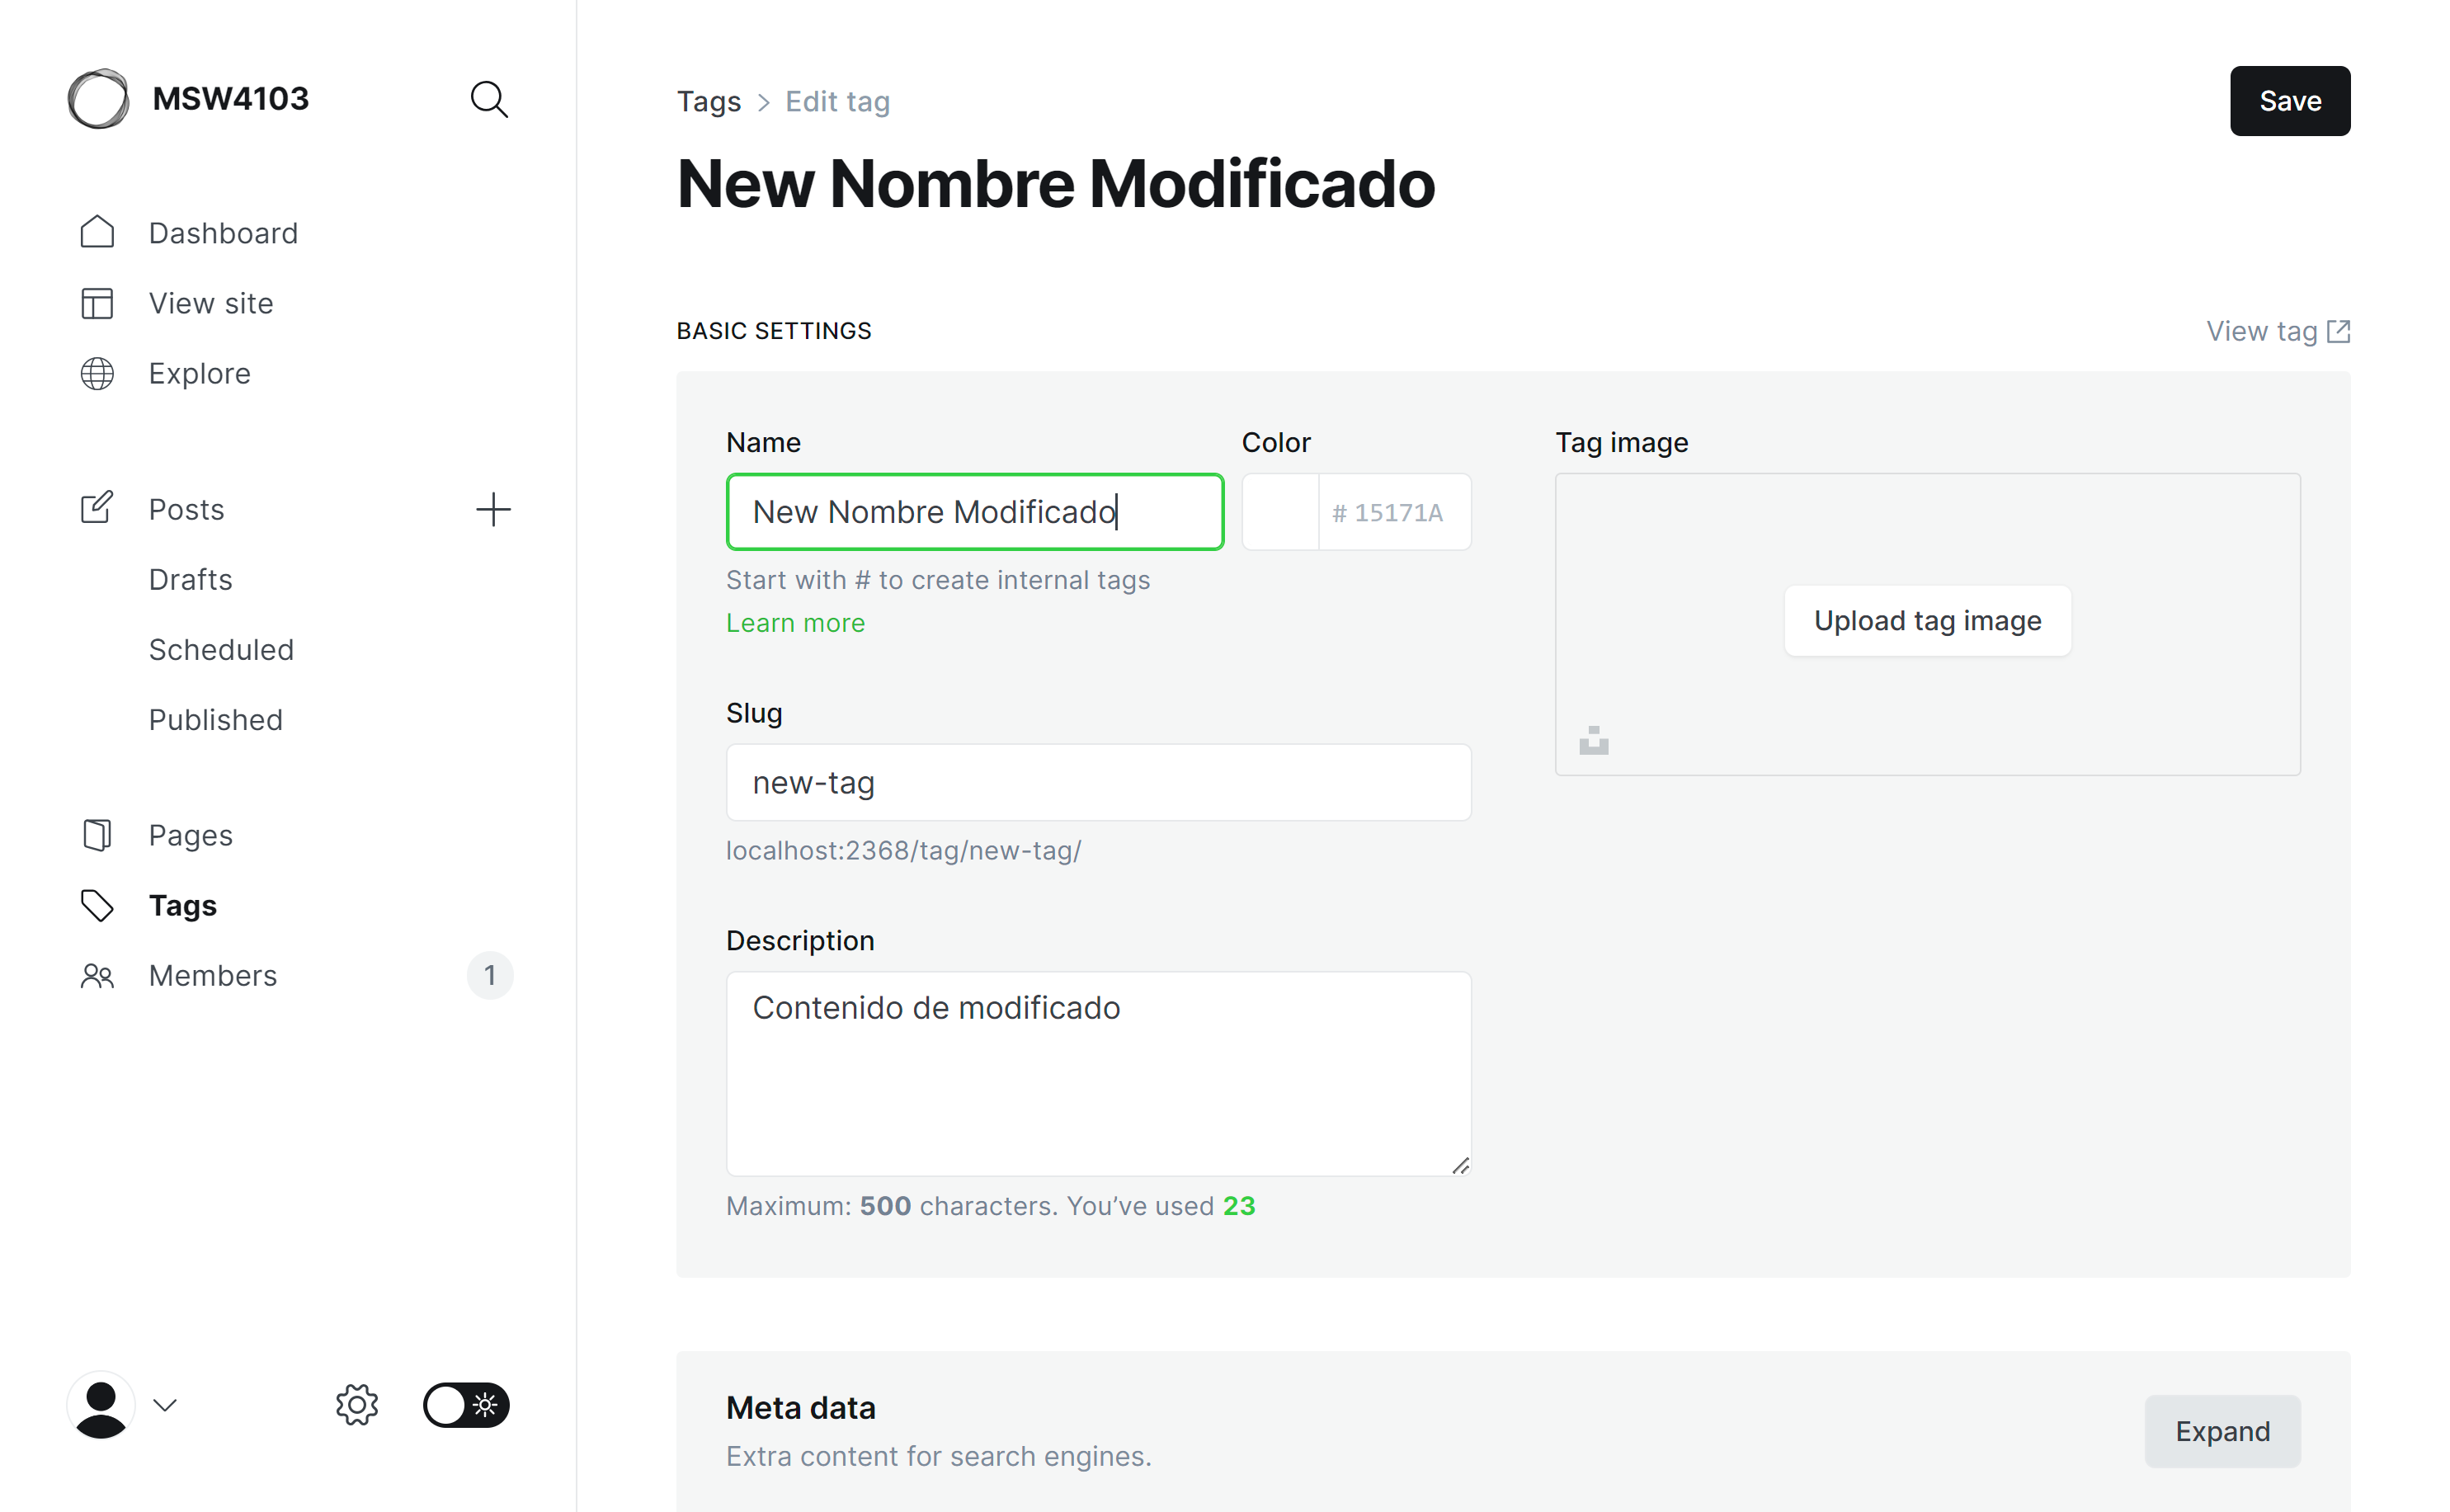 MSW4103
Dashboard
View site
Explore
Posts
Drafts
Scheduled
Published
Pages
Tags
Members 1
Tags > Edit tag
Save
New Nombre Modificado
BASIC SETTINGS
View tag
Name
New Nombre Modificado
Start with # to create internal tags
Learn more
Color
# 15171A
Slug
new-tag
localhost:2368/tag/new-tag/
Description
Contenido de modificado
Maximum: 500 characters. You’ve used 23
Tag image
Upload tag image
Meta data
Extra content for search engines.
Expand